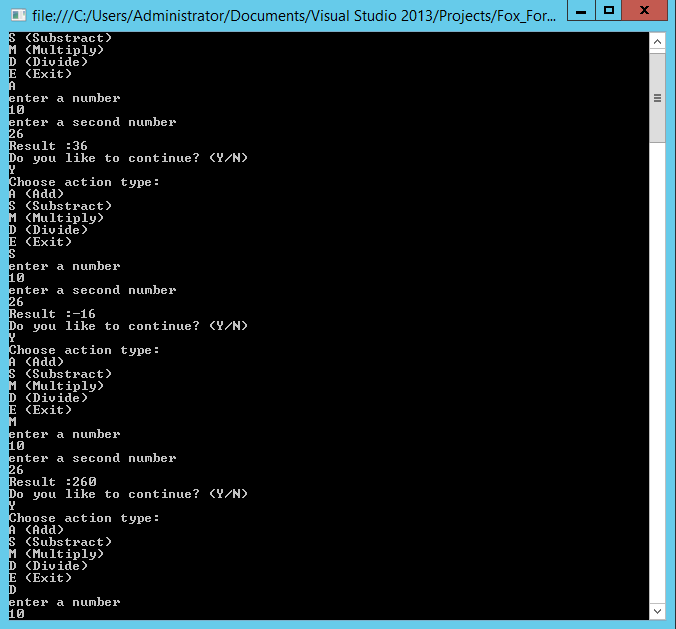 file:///C:/Users/Administrator/Documents/Visual Studio 2013/Projects/Fox_For...
S (Substract)
M (Multiply)
D (Divide)
E (Exit)
A
enter a number
10
enter a second number
26
Result :36
Do you like to continue? (Y/N)
Y
Choose action type:
A (Add)
S (Substract)
M (Multiply)
D (Divide)
E (Exit)
S
enter a number
10
enter a second number
26
Result :-16
Do you like to continue? (Y/N)
Y
Choose action type:
A (Add)
S (Substract)
M (Multiply)
D (Divide)
E (Exit)
M
enter a number
10
enter a second number
26
Result :260
Do you like to continue? (Y/N)
Y
Choose action type:
A (Add)
S (Substract)
M (Multiply)
D (Divide)
E (Exit)
D
enter a number
10